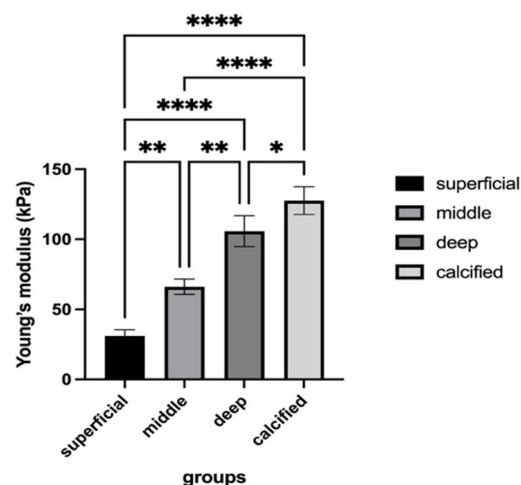 ****
****
****
**
**
*
Young's modulus (kPa)
150
100
50
0
superficial
middle
deep
calcified
groups
superficial
middle
deep
calcified